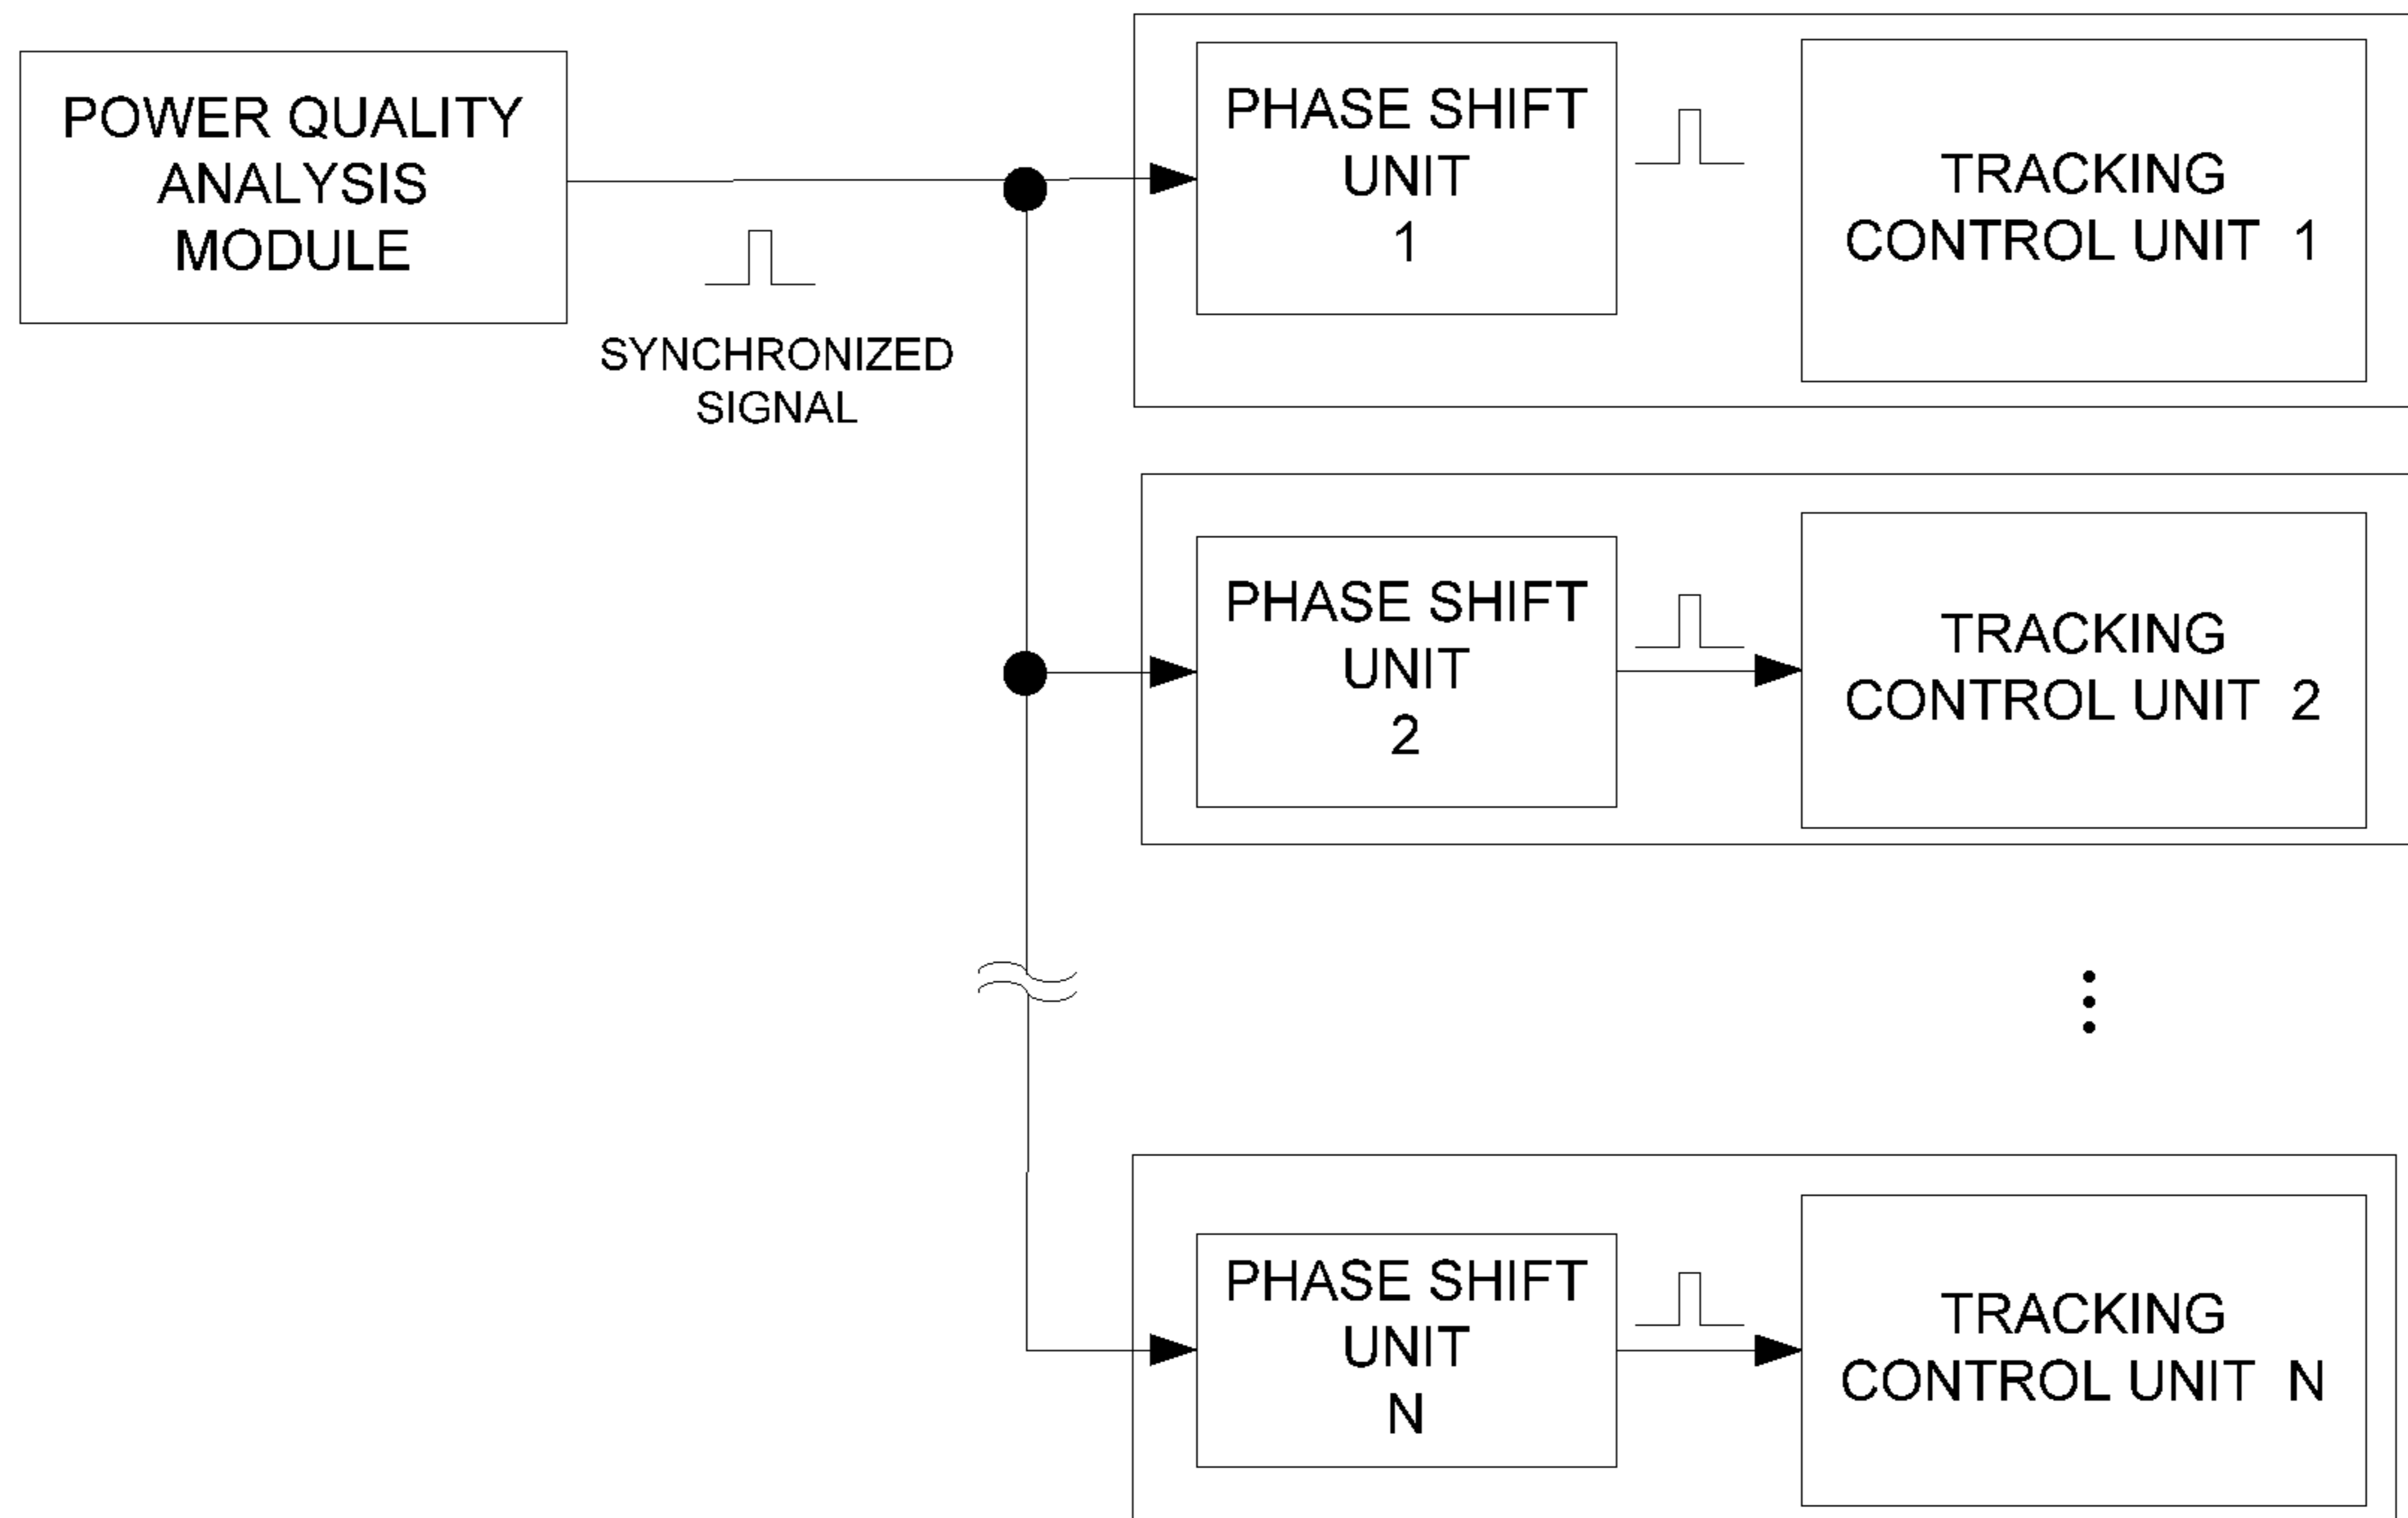 POWER QUALITY
ANALYSIS
MODULE
SYNCHRONIZED
SIGNAL
PHASE SHIFT
UNIT
1
TRACKING
CONTROL UNIT 1
PHASE SHIFT
UNIT
2
TRACKING
CONTROL UNIT 2
PHASE SHIFT
UNIT
N
TRACKING
CONTROL UNIT N